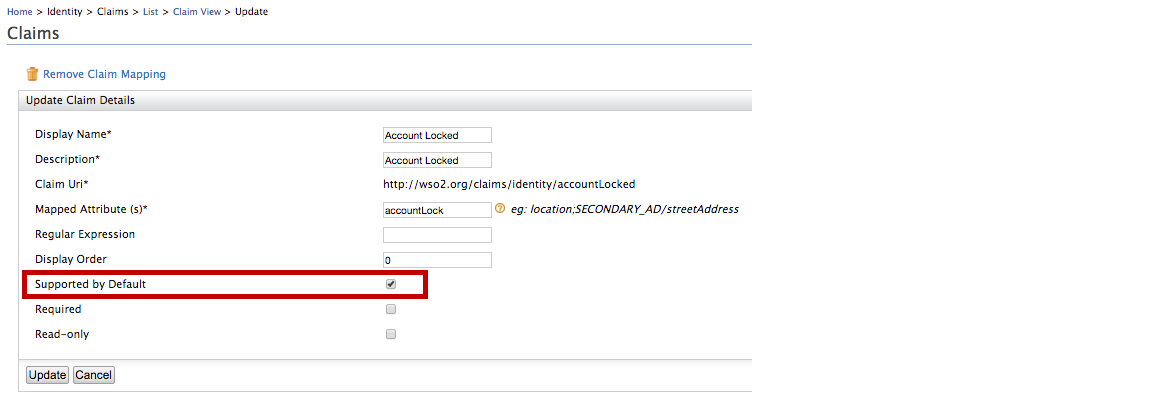 Home > Identity > Claims > List > Claim View > Update
Claims
Remove Claim Mapping
Update Claim Details
Display Name* Account Locked
Description* Account Locked
Claim Uri* http://wso2.org/claims/identity/accountLocked
Mapped Attribute (s)* accountLock ? eg: location;SECONDARY_AD/streetAddress
Regular Expression
Display Order 0
Supported by Default
Required
Read-only
Update Cancel